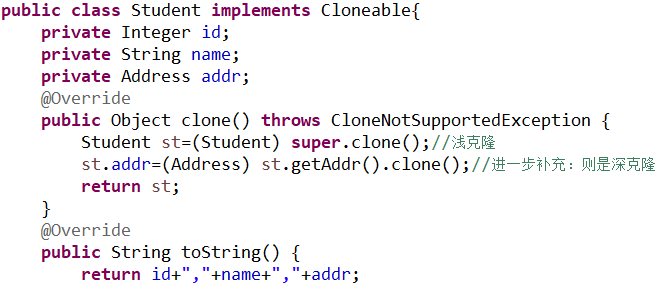 public class Student implements Cloneable{
private Integer id;
private String name;
private Address addr;
@Override
public Object clone() throws CloneNotSupportedException {
Student st=(Student) super.clone();//浅克隆
st.addr=(Address) st.getAddr().clone();//进一步补充：则是深克隆
return st;
}
@Override
public String toString() {
return id+","+name+","+addr;